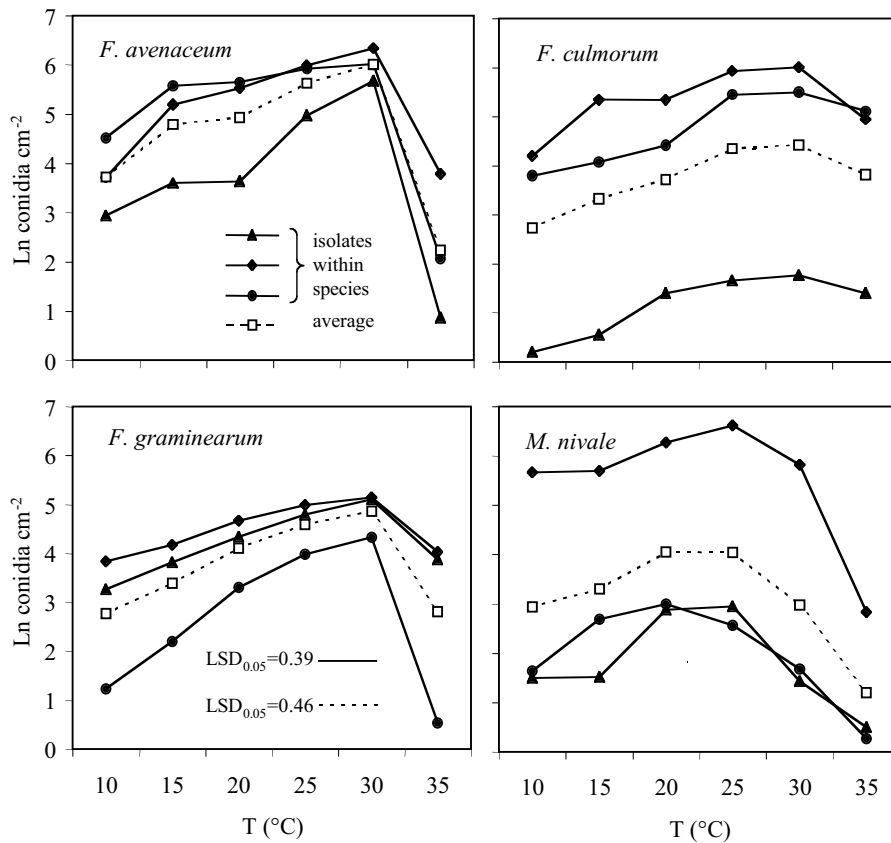 F. avenaceum
F. culmorum
Ln conidia cm-2
7
6
5
4
3
2
1
0
isolates
within
species
average
F. graminearum
M. nivale
Ln conidia cm-2
7
6
5
4
3
2
1
0
LSD0.05=0.39
LSD0.05=0.46
10 15 20 25 30 35
10 15 20 25 30 35
T (°C)
T (°C)